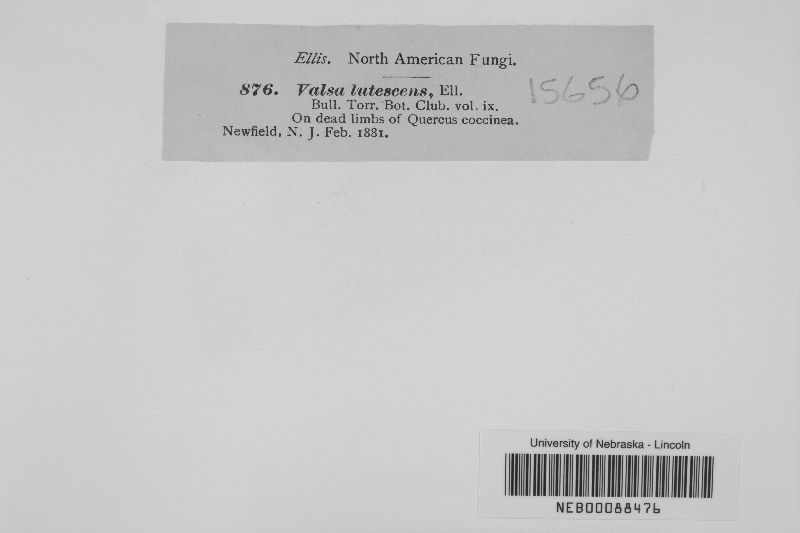 Ellis. North American Fungi.
876. Valsa lutescens, Ell.
15656
Bull. Torr. Bot. Club. vol. ix.
On dead limbs of Quercus coccinea.
Newfield, N. J. Feb. 1881.
University of Nebraska - Lincoln
NEB00088476